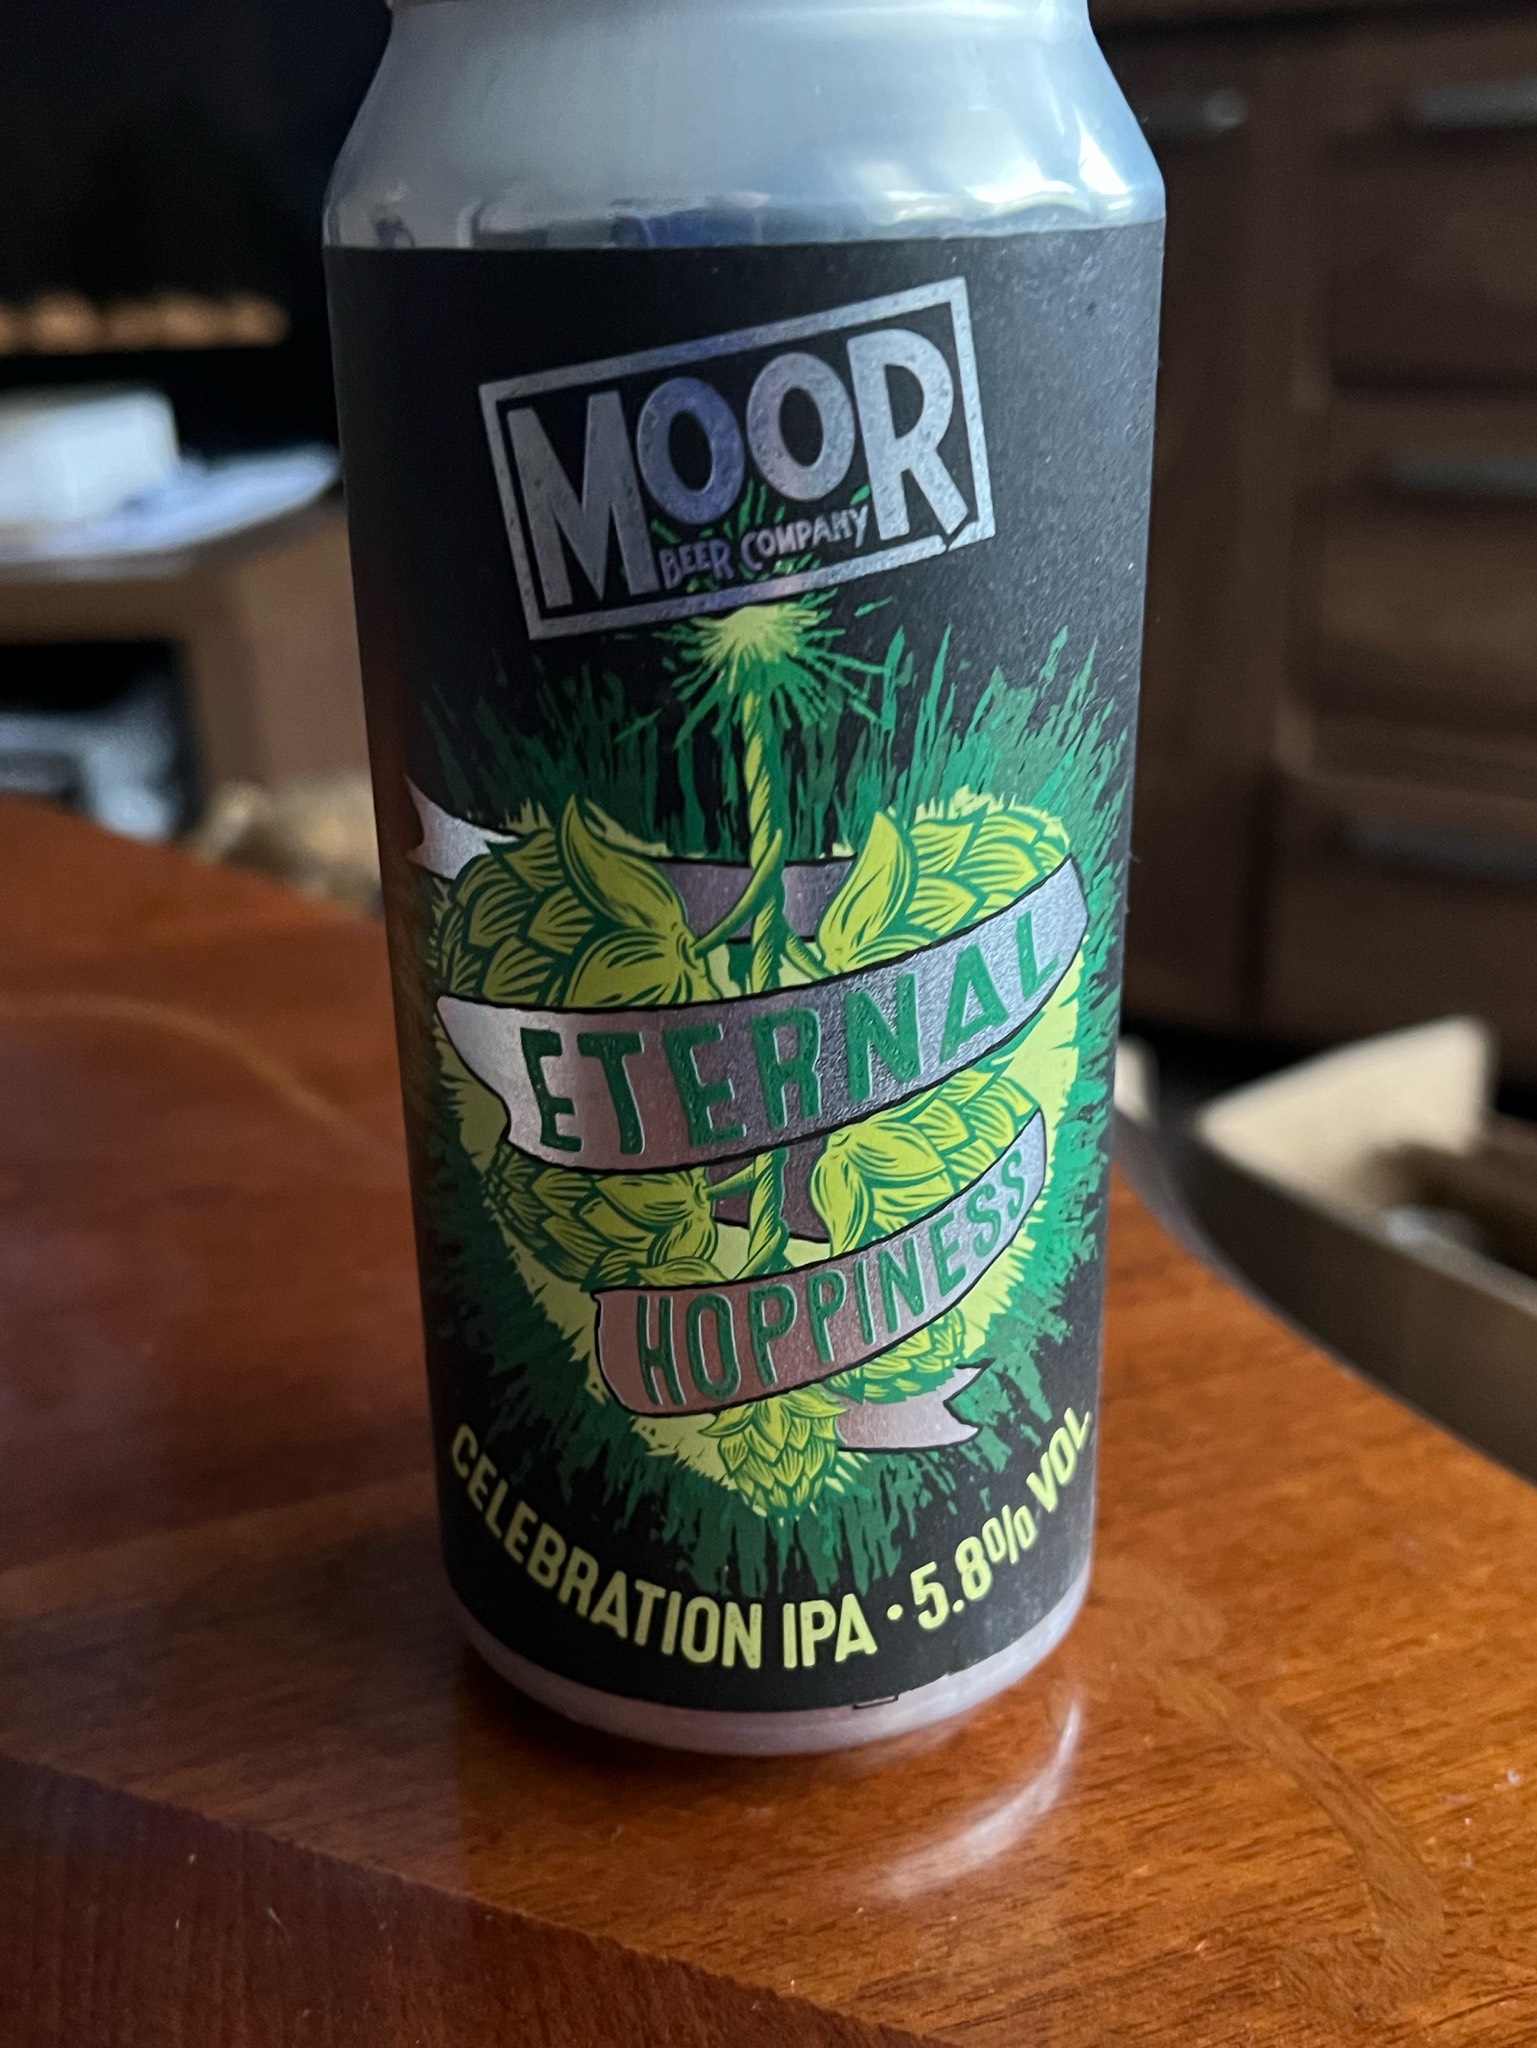 MOOR
BEER COMPANY
ETERNAL
HOPPINESS
CELEBRATION IPA · 5.8% VOL